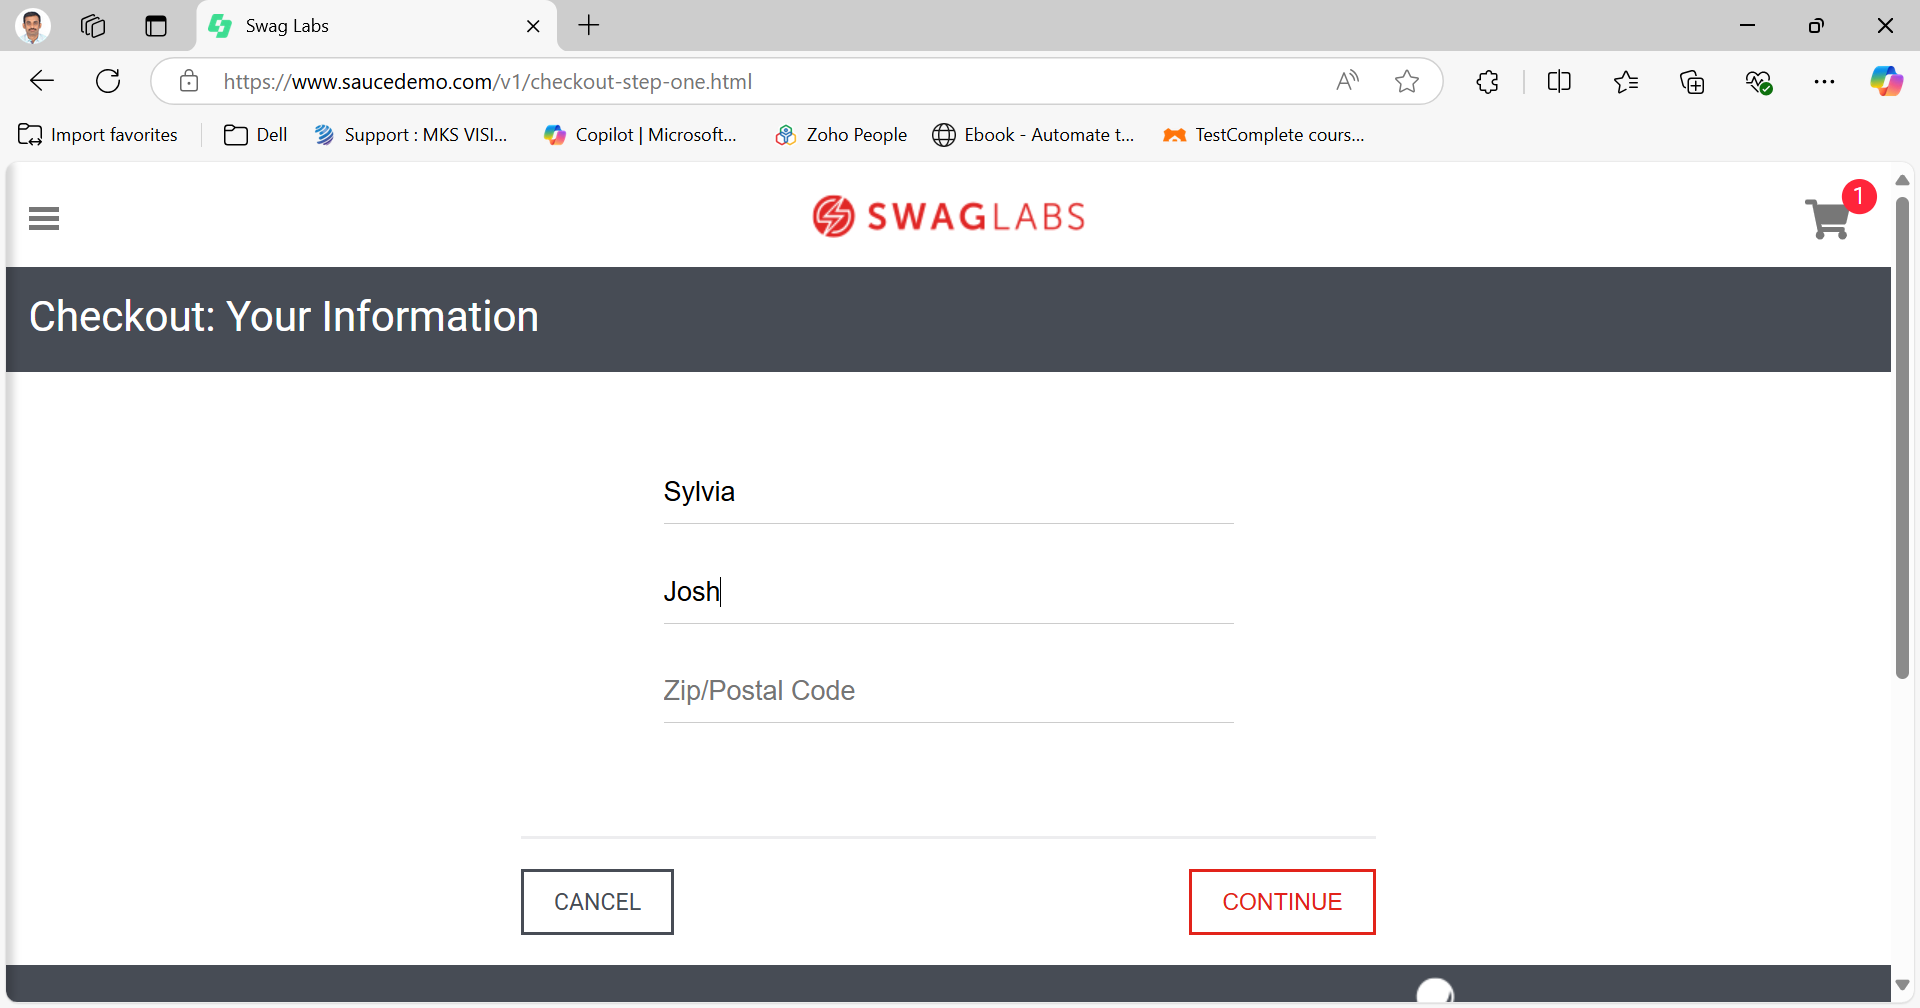 Swag Labs
https://www.saucedemo.com/v1/checkout-step-one.html
Import favorites
Dell
Support : MKS VISI...
Copilot | Microsoft...
Zoho People
Ebook - Automate t...
TestComplete cours...
SWAGLABS
1
Checkout: Your Information
Sylvia
Josh
Zip/Postal Code
CANCEL
CONTINUE